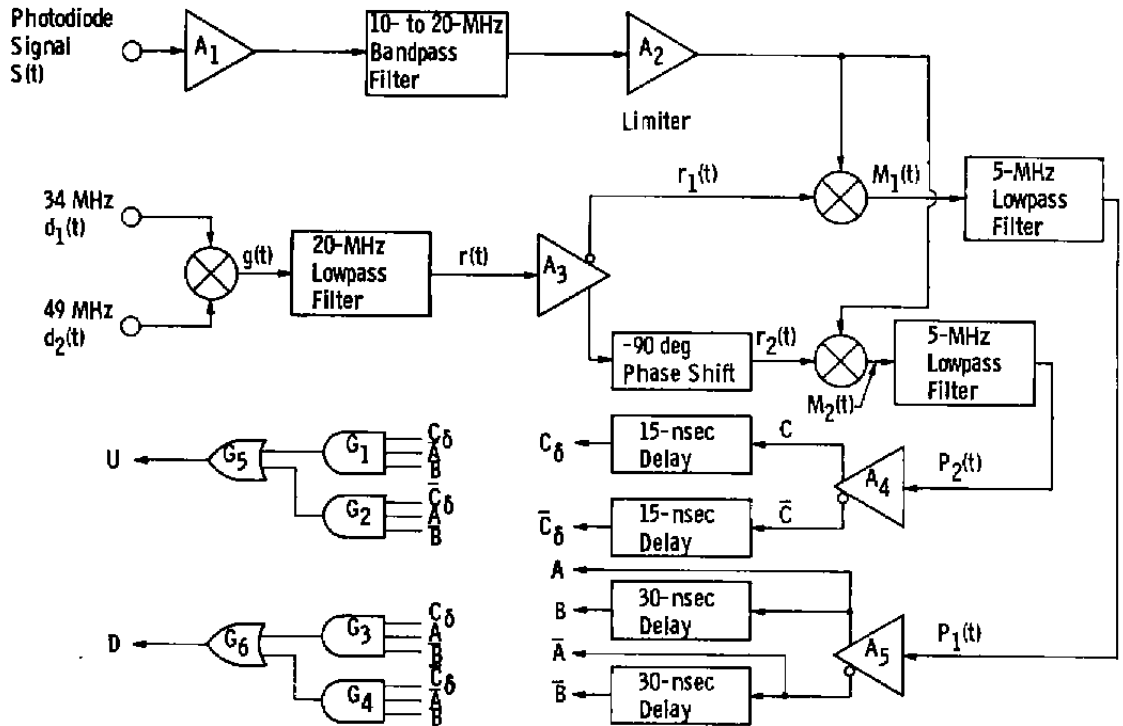 Photodiode
Signal
S(t)
A1
10- to 20-MHz
Bandpass
Filter
A2
Limiter
34 MHz
d1(t)
49 MHz
d2(t)
g(t)
20-MHz
Lowpass
Filter
r(t)
A3
r1(t)
M1(t)
5-MHz
Lowpass
Filter
-90 deg
Phase Shift
r2(t)
M2(t)
5-MHz
Lowpass
Filter
U
G5
G1
Cδ
A̅
B
G2
C̅δ
A
B̅
Cδ
15-nsec
Delay
C
A4
P2(t)
C̅δ
15-nsec
Delay
C̅
A
B
30-nsec
Delay
A̅
B̅
30-nsec
Delay
A5
P1(t)
D
G6
G3
Cδ
A
B̅
G4
C̅δ
A̅
B